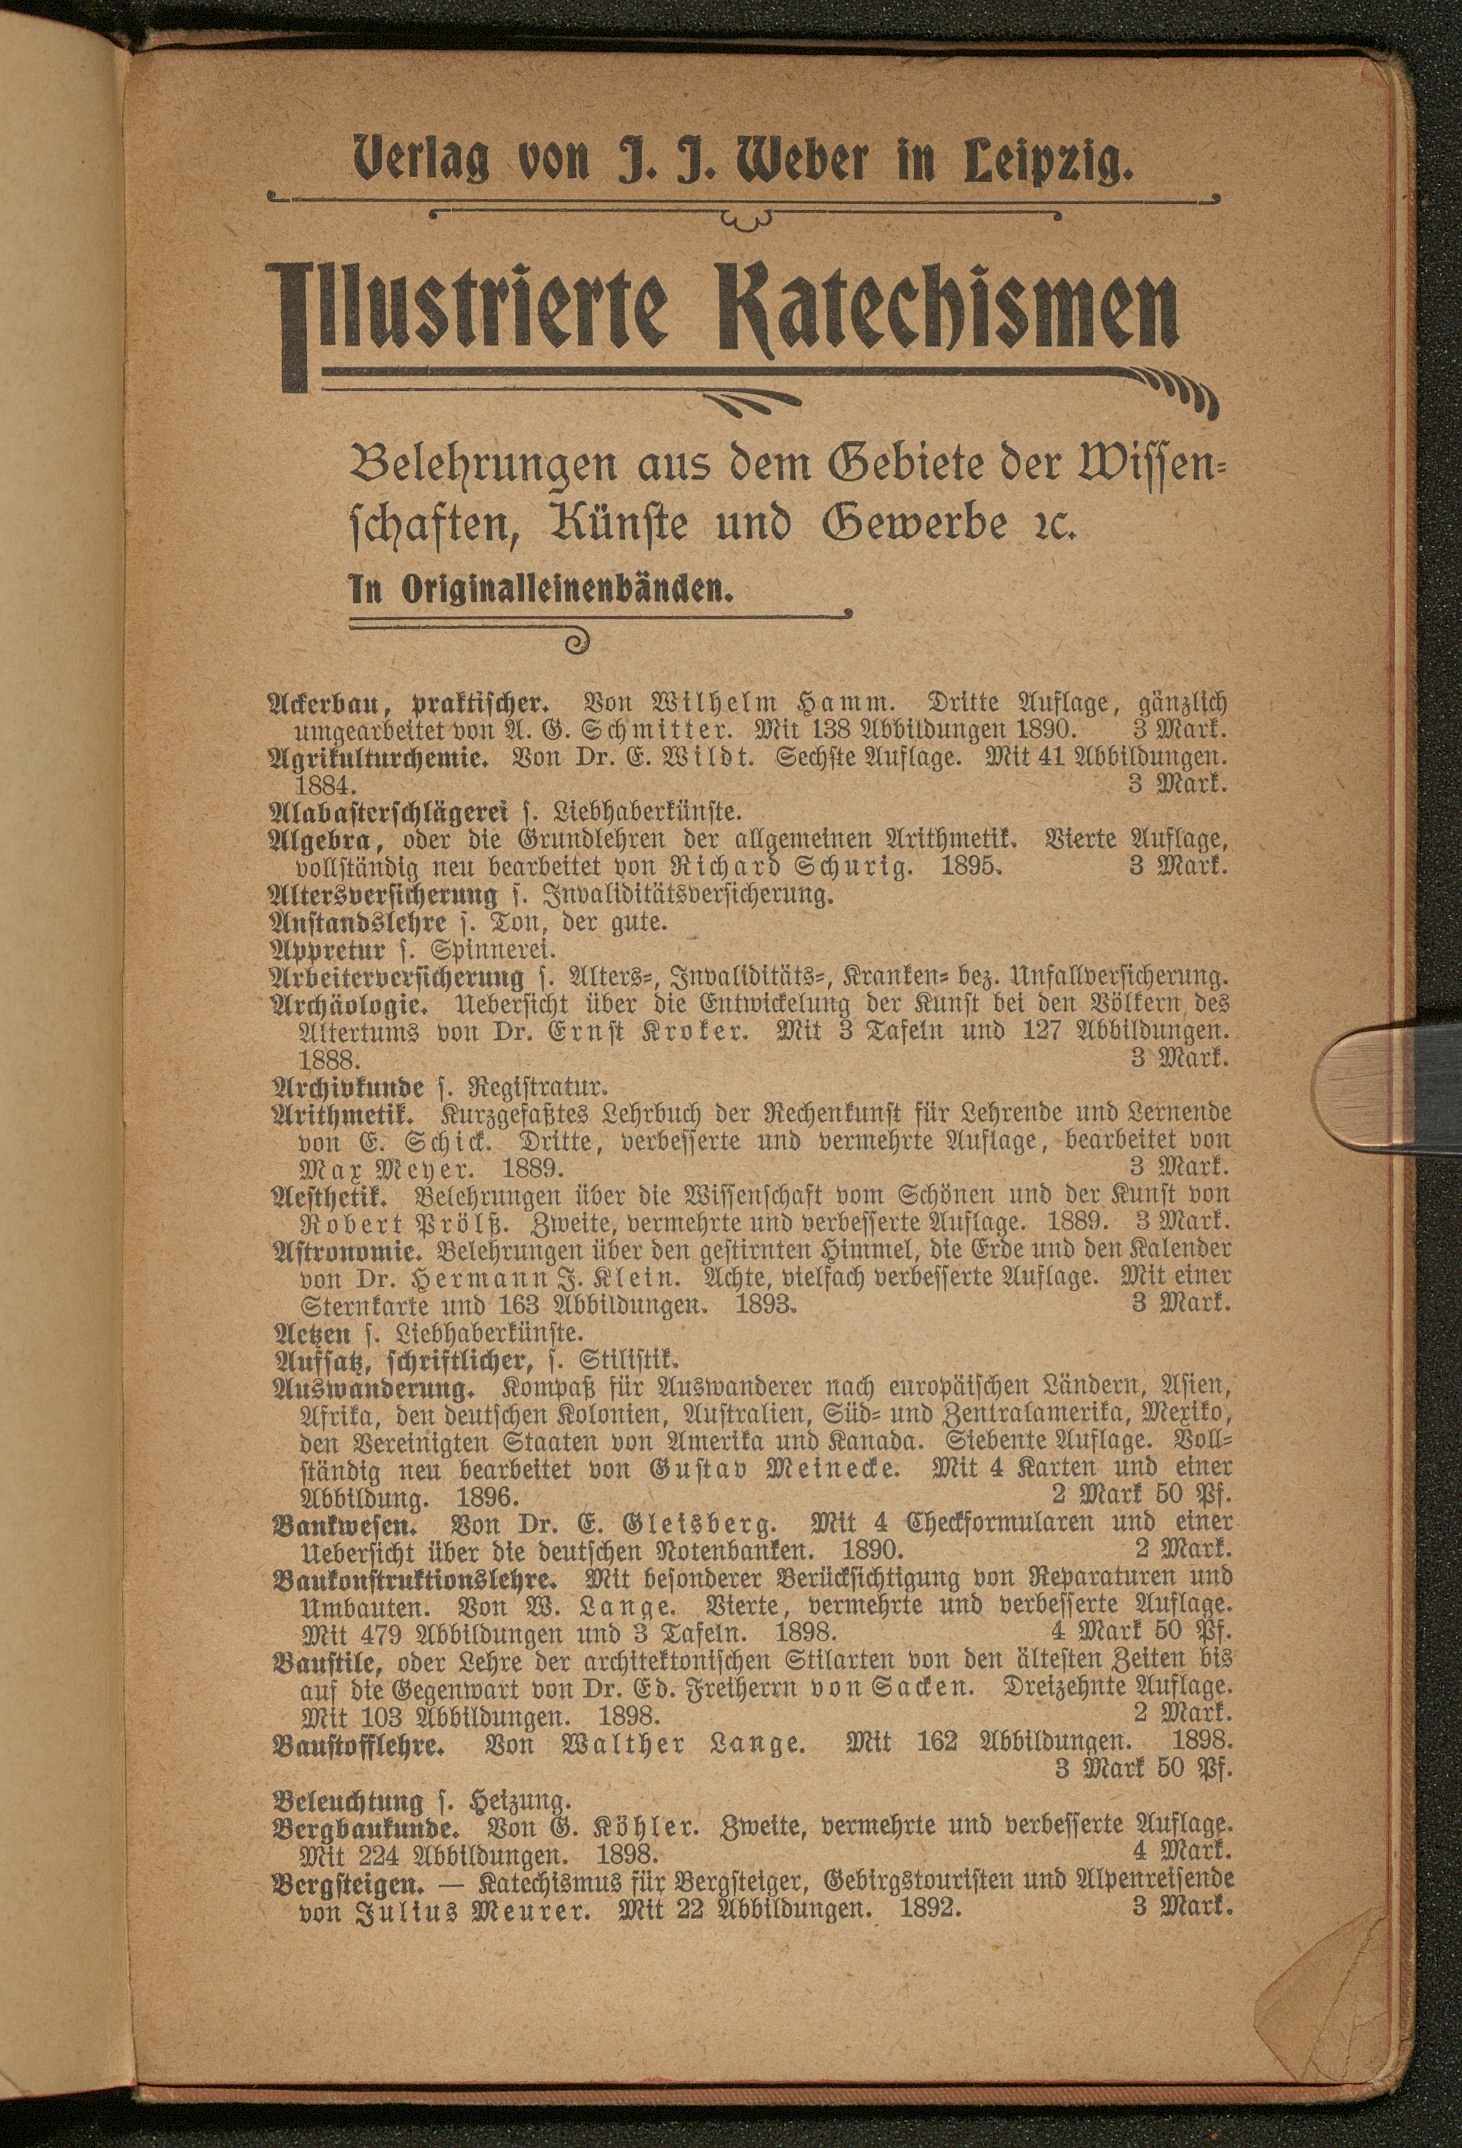 Verlag von J. J. Weber in Leipzig.
Illustrierte Katechismen
Belehrungen aus dem Gebiete der Wissen-
schaften, Künste und Gewerbe ꝛc.
In Originalleinenbänden.
Ackerbau, praktischer. Von Wilhelm Hamm. Dritte Auflage, gänzlich
umgearbeitet von A. G. Schmitter. Mit 138 Abbildungen 1890. 3 Mark.
Agrikulturchemie. Von Dr. E. Wildt. Sechste Auflage. Mit 41 Abbildungen.
1884. 3 Mark.
Alabasterschlägerei s. Liebhaberkünste.
Algebra, oder die Grundlehren der allgemeinen Arithmetik. Vierte Auflage,
vollständig neu bearbeitet von Richard Schurig. 1895. 3 Mark.
Altersversicherung s. Invaliditätsversicherung.
Anstandslehre s. Ton, der gute.
Appretur s. Spinnerei.
Arbeiterversicherung s. Alters-, Invaliditäts-, Kranken- bez. Unfallversicherung.
Archäologie. Uebersicht über die Entwickelung der Kunst bei den Völkern des
Altertums von Dr. Ernst Kroker. Mit 3 Tafeln und 127 Abbildungen.
1888. 3 Mark.
Archivkunde s. Registratur.
Arithmetik. Kurzgefaßtes Lehrbuch der Rechenkunst für Lehrende und Lernende
von E. Schick. Dritte, verbesserte und vermehrte Auflage, bearbeitet von
Max Meyer. 1889. 3 Mark.
Aesthetik. Belehrungen über die Wissenschaft vom Schönen und der Kunst von
Robert Prölß. Zweite, vermehrte und verbesserte Auflage. 1889. 3 Mark.
Astronomie. Belehrungen über den gestirnten Himmel, die Erde und den Kalender
von Dr. Hermann J. Klein. Achte, vielfach verbesserte Auflage. Mit einer
Sternkarte und 163 Abbildungen. 1893. 3 Mark.
Aetzen s. Liebhaberkünste.
Aufsatz, schriftlicher, s. Stilistik.
Auswanderung. Kompaß für Auswanderer nach europäischen Ländern, Asien,
Afrika, den deutschen Kolonien, Australien, Süd- und Zentralamerika, Mexiko,
den Vereinigten Staaten von Amerika und Kanada. Siebente Auflage. Voll-
ständig neu bearbeitet von Gustav Meinecke. Mit 4 Karten und einer
Abbildung. 1896. 2 Mark 50 Pf.
Bankwesen. Von Dr. E. Gleisberg. Mit 4 Checkformularen und einer
Uebersicht über die deutschen Notenbanken. 1890. 2 Mark.
Baukonstruktionslehre. Mit besonderer Berücksichtigung von Reparaturen und
Umbauten. Von W. Lange. Vierte, vermehrte und verbesserte Auflage.
Mit 479 Abbildungen und 3 Tafeln. 1898. 4 Mark 50 Pf.
Baustile, oder Lehre der architektonischen Stilarten von den ältesten Zeiten bis
auf die Gegenwart von Dr. Ed. Freiherrn von Sacken. Dreizehnte Auflage.
Mit 103 Abbildungen. 1898. 2 Mark.
Baustofflehre. Von Walther Lange. Mit 162 Abbildungen. 1898.
3 Mark 50 Pf.
Beleuchtung s. Heizung.
Bergbaukunde. Von G. Köhler. Zweite, vermehrte und verbesserte Auflage.
Mit 224 Abbildungen. 1898. 4 Mark.
Bergsteigen. — Katechismus für Bergsteiger, Gebirgstouristen und Alpenreisende
von Julius Meurer. Mit 22 Abbildungen. 1892. 3 Mark.